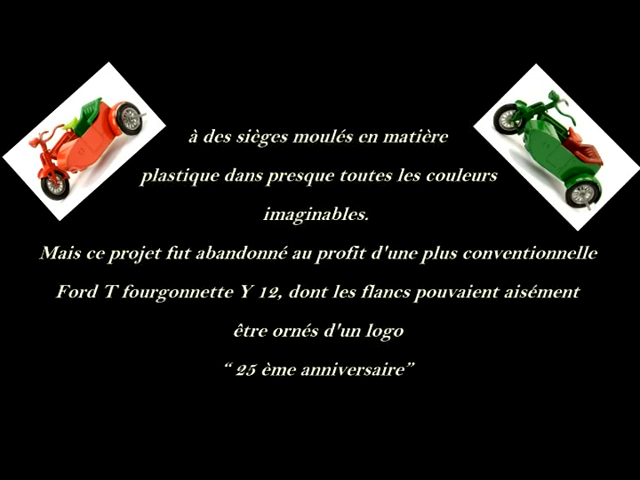 à des sièges moulés en matière
plastique dans presque toutes les couleurs
imaginables.
Mais ce projet fut abandonné au profit d'une plus conventionnelle
Ford T fourgonnette Y 12, dont les flancs pouvaient aisément
être ornés d'un logo
“ 25 ème anniversaire”